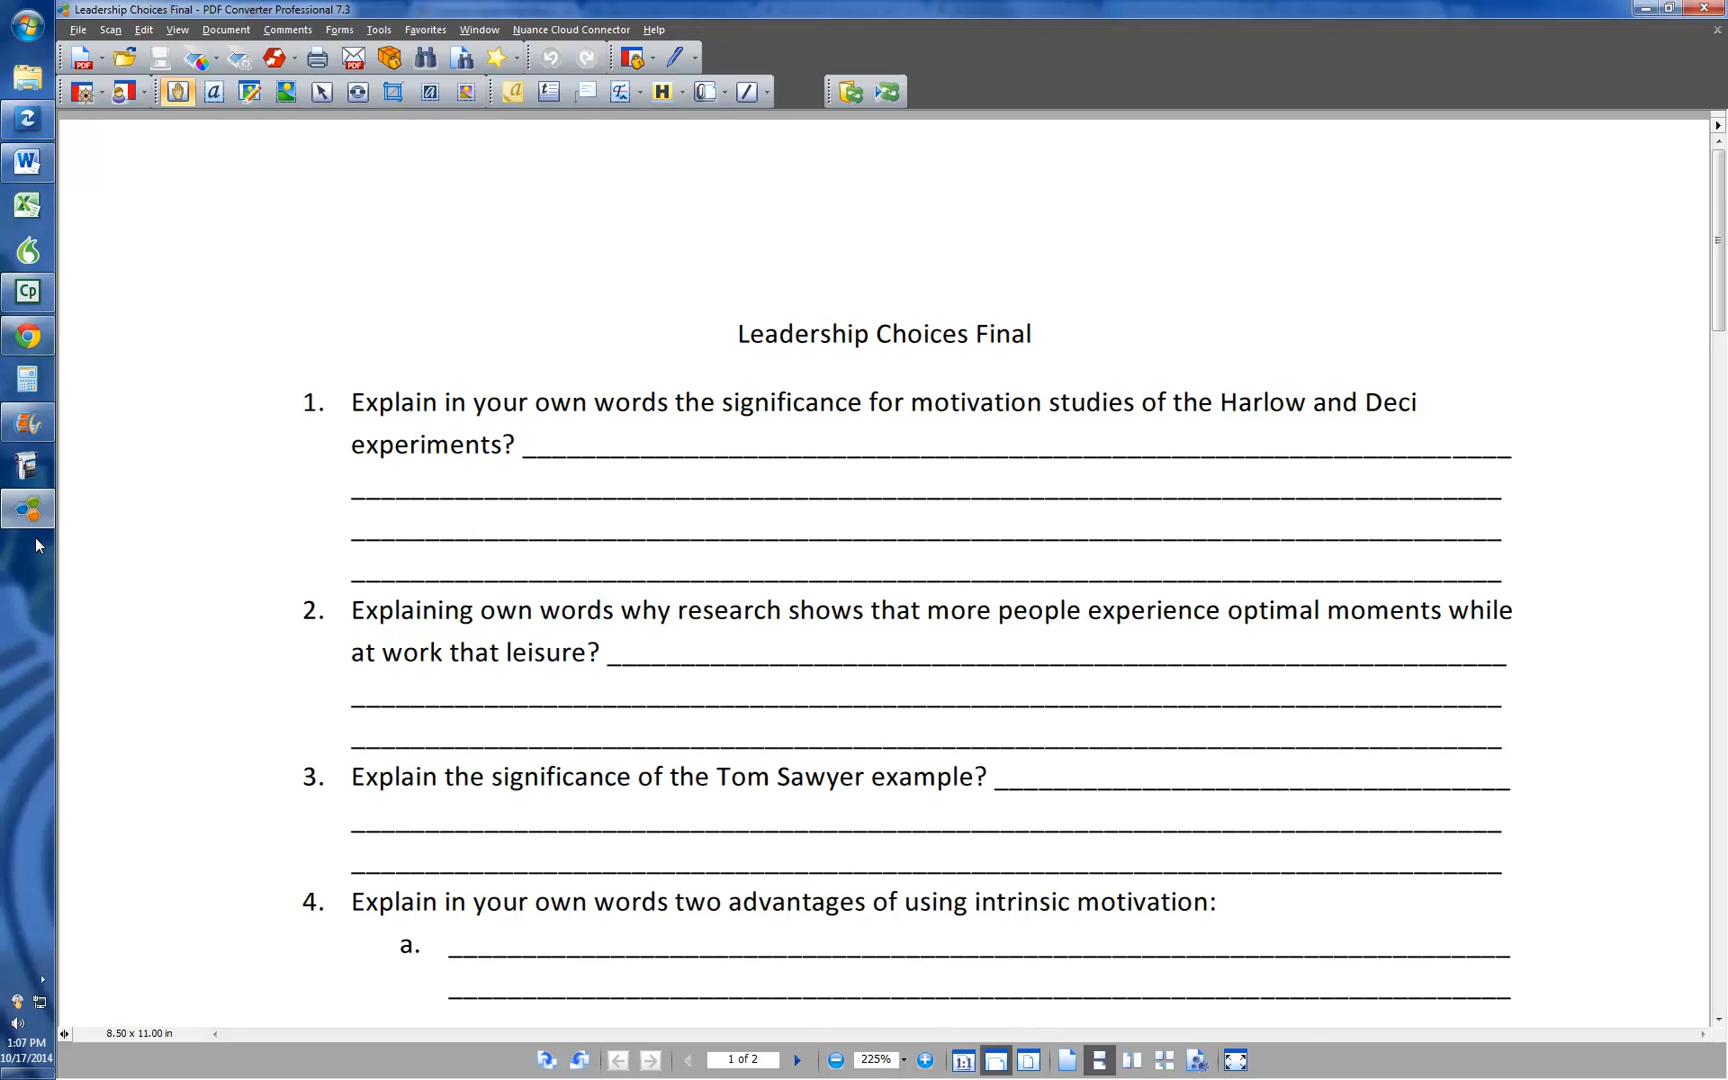 Leadership Choices Final - PDF Converter Professional 7.3
File Scan Edit View Document Comments Forms Tools Favorites Window Nuance Cloud Connector Help
Leadership Choices Final
1. Explain in your own words the significance for motivation studies of the Harlow and Deci
experiments?
2. Explaining own words why research shows that more people experience optimal moments while
at work that leisure?
3. Explain the significance of the Tom Sawyer example?
4. Explain in your own words two advantages of using intrinsic motivation:
a.
8.50 x 11.00 in
1:07 PM
10/17/2014
1 of 2
225%
1:1